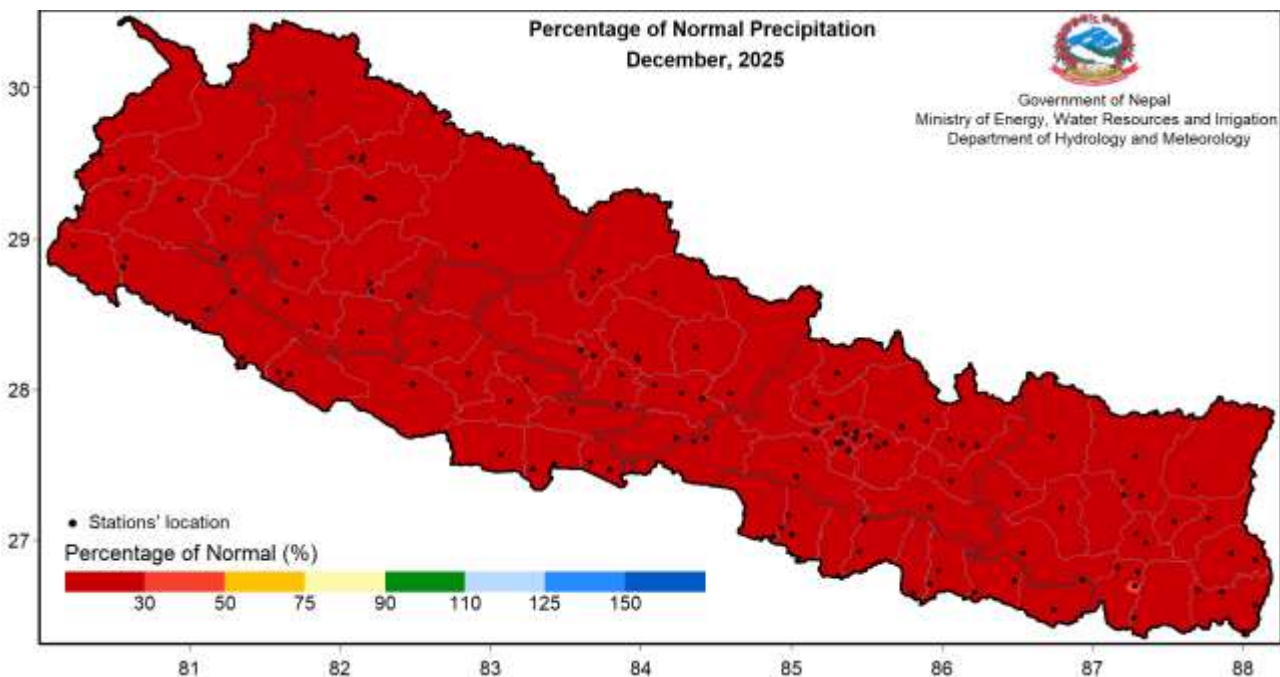 Percentage of Normal Precipitation
December, 2025
Government of Nepal
Ministry of Energy, Water Resources and Irrigation
Department of Hydrology and Meteorology
30
29
28
27
Stations' location
Percentage of Normal (%)
30 50 75 90 110 125 150
81 82 83 84 85 86 87 88